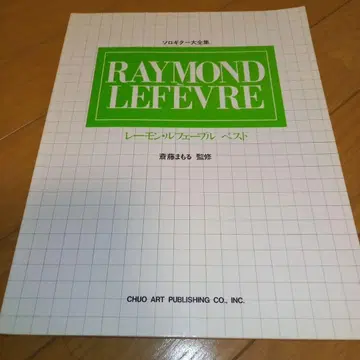 ソロギター大全集
RAYMOND
LEFEVRE
レーモン・ルフェーブル ベスト
斎藤まもる 監修
CHUO ART PUBLISHING CO., INC.